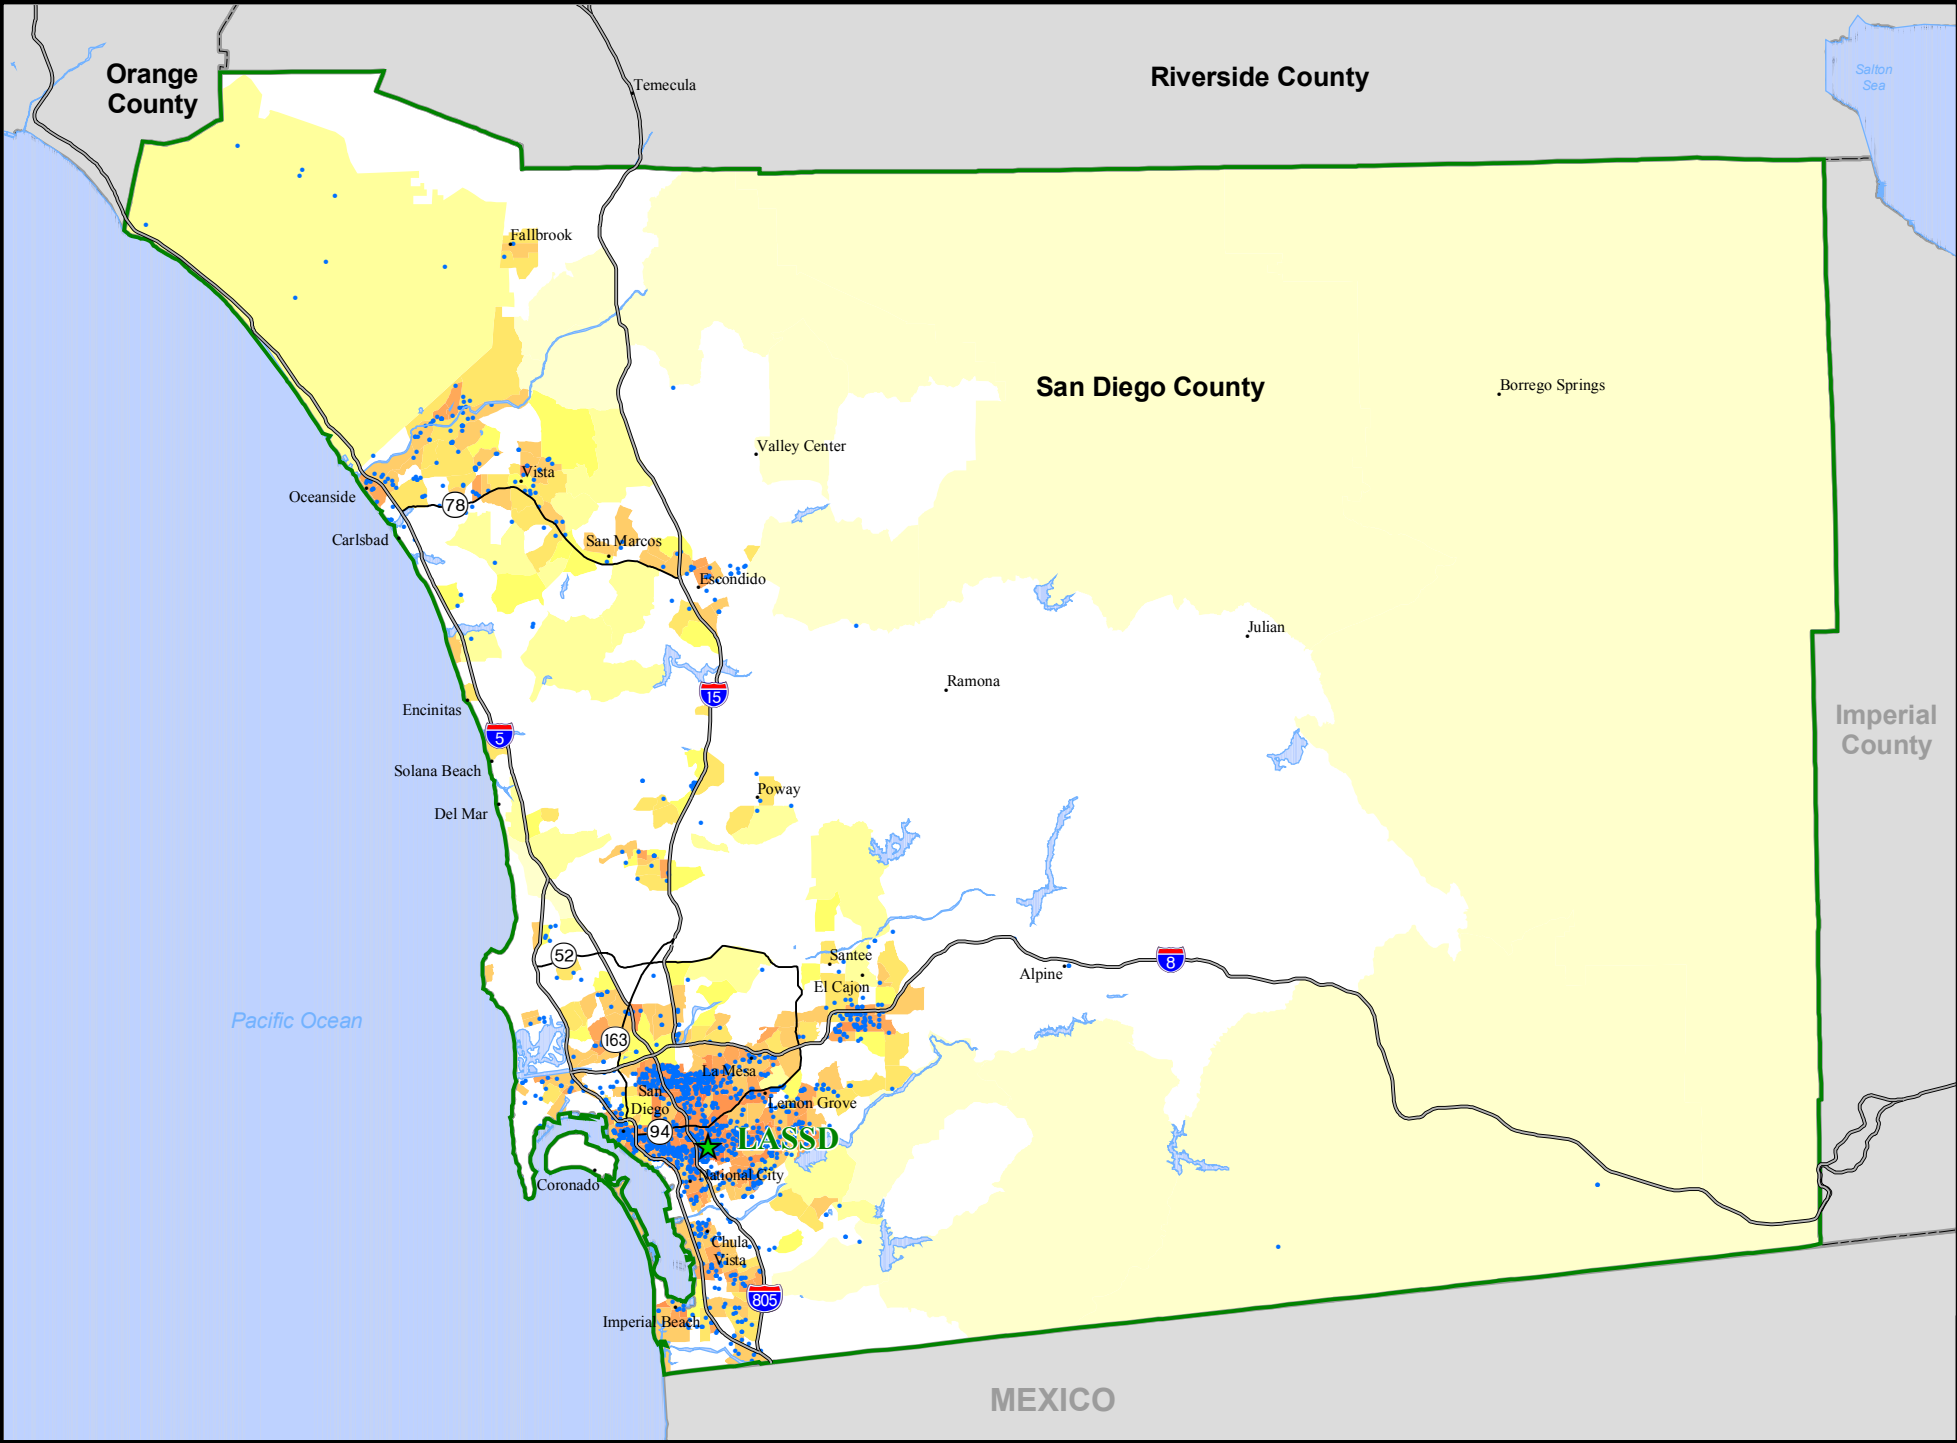 Orange
County
Temecula
Riverside County
Salton
Sea
Fallbrook
San Diego County
Borrego Springs
Valley Center
Vista
Oceanside
78
Carlsbad
San Marcos
Escondido
Julian
Ramona
15
Encinitas
5
Imperial
County
Solana Beach
Poway
Del Mar
52
Santee
8
Alpine
El Cajon
Pacific Ocean
163
La Mesa
San
Diego
Lemon Grove
94
LASSD
National City
Coronado
Chula
Vista
805
Imperial Beach
MEXICO